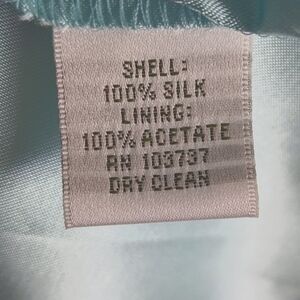 SHELL:
100% SILK
LINING:
100% ACETATE
RN 103737
DRY CLEAN